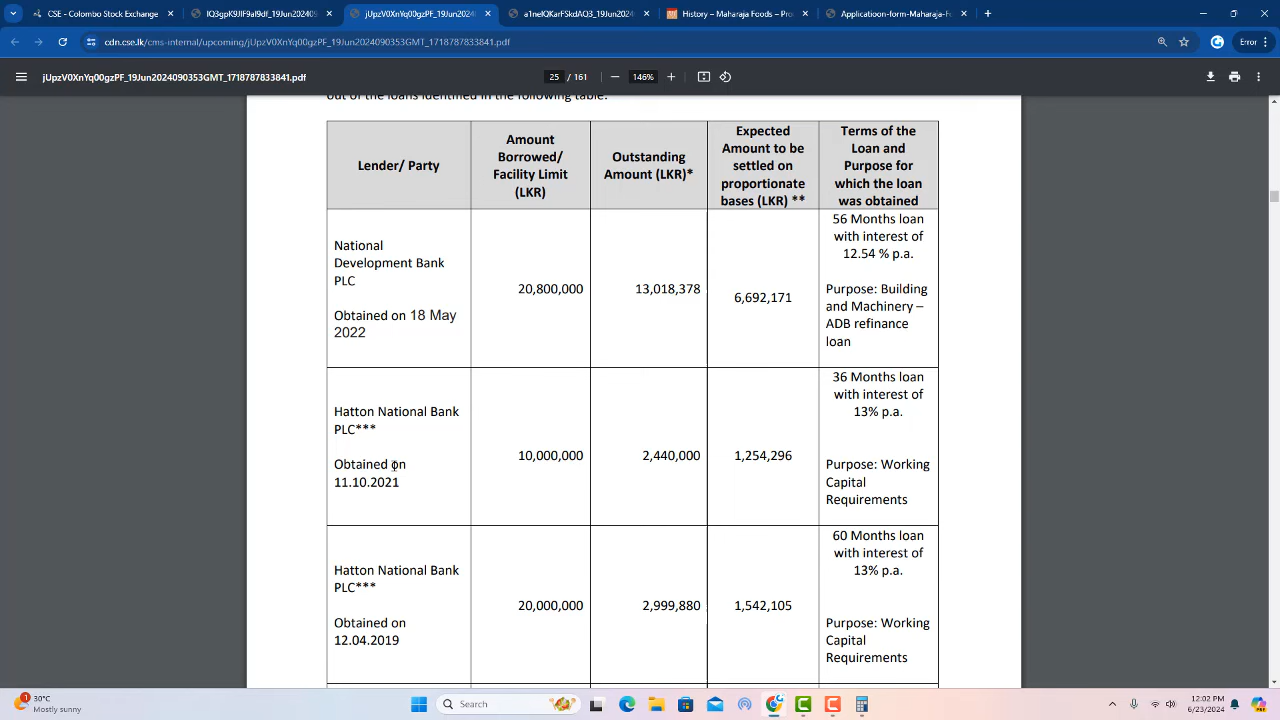 CSE - Colombo Stock Exchange
jUpzV0XnYq00gzPF_19Jun2024
History – Maharaja Foods – Pro
Applicatioon-form-Maharaja-F
cdn.cse.lk/cms-internal/upcoming/jUpzV0XnYq00gzPF_19Jun2024090353GMT_1718787833841.pdf
Error
jUpzV0XnYq00gzPF_19Jun2024090353GMT_1718787833841.pdf
25 / 161
146%
out of the loans identified in the following table:
Lender/ Party
Amount
Borrowed/
Facility Limit
(LKR)
Outstanding
Amount (LKR)*
Expected
Amount to be
settled on
proportionate
bases (LKR) **
Terms of the
Loan and
Purpose for
which the loan
was obtained
National
Development Bank
PLC
Obtained on 18 May
2022
20,800,000
13,018,378
6,692,171
56 Months loan
with interest of
12.54 % p.a.
Purpose: Building
and Machinery –
ADB refinance
loan
Hatton National Bank
PLC***
Obtained on
11.10.2021
10,000,000
2,440,000
1,254,296
36 Months loan
with interest of
13% p.a.
Purpose: Working
Capital
Requirements
Hatton National Bank
PLC***
Obtained on
12.04.2019
20,000,000
2,999,880
1,542,105
60 Months loan
with interest of
13% p.a.
Purpose: Working
Capital
Requirements
1
30°C
Mostly sunny
Search
12:02 PM
6/23/2024